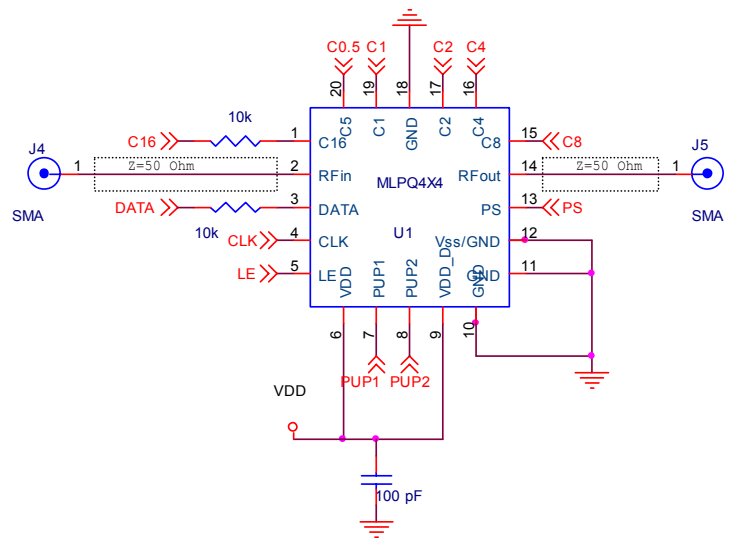 C0.5 C1 C2 C4
20 19 18 17 16
C5 C1 GND C2 C4
10k
C16 1 C16 C8 15 C8
J4 J5
1 Z=50 Ohm 2 RFin RFout 14 Z=50 Ohm 1
MLPQ4X4
SMA DATA 3 DATA PS 13 PS SMA
10k
U1
CLK 4 CLK Vss/GND 12
LE 5 LE GND 11
VDD PUP1 PUP2 VDD_D GND
6 7 8 9 10
PUP1 PUP2
VDD
100 pF